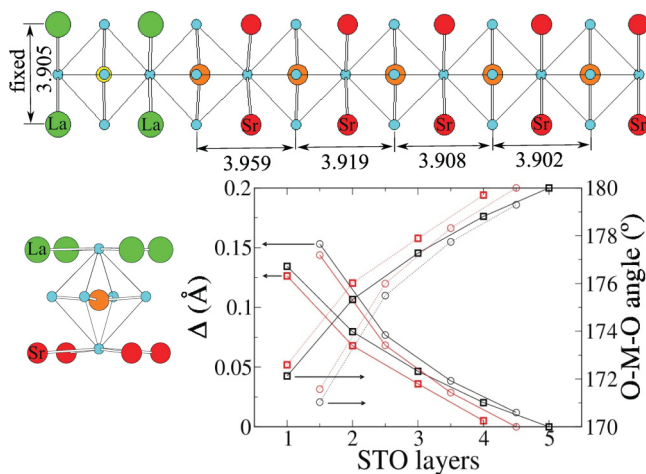 fixed
3.905
La
La
Sr
Sr
Sr
Sr
Sr
3.959
3.919
3.908
3.902
La
Sr
0.2
0.15
0.1
0.05
0
Δ (Å)
180
178
176
174
172
170
O-M-O angle (º)
1
2
3
4
5
STO layers